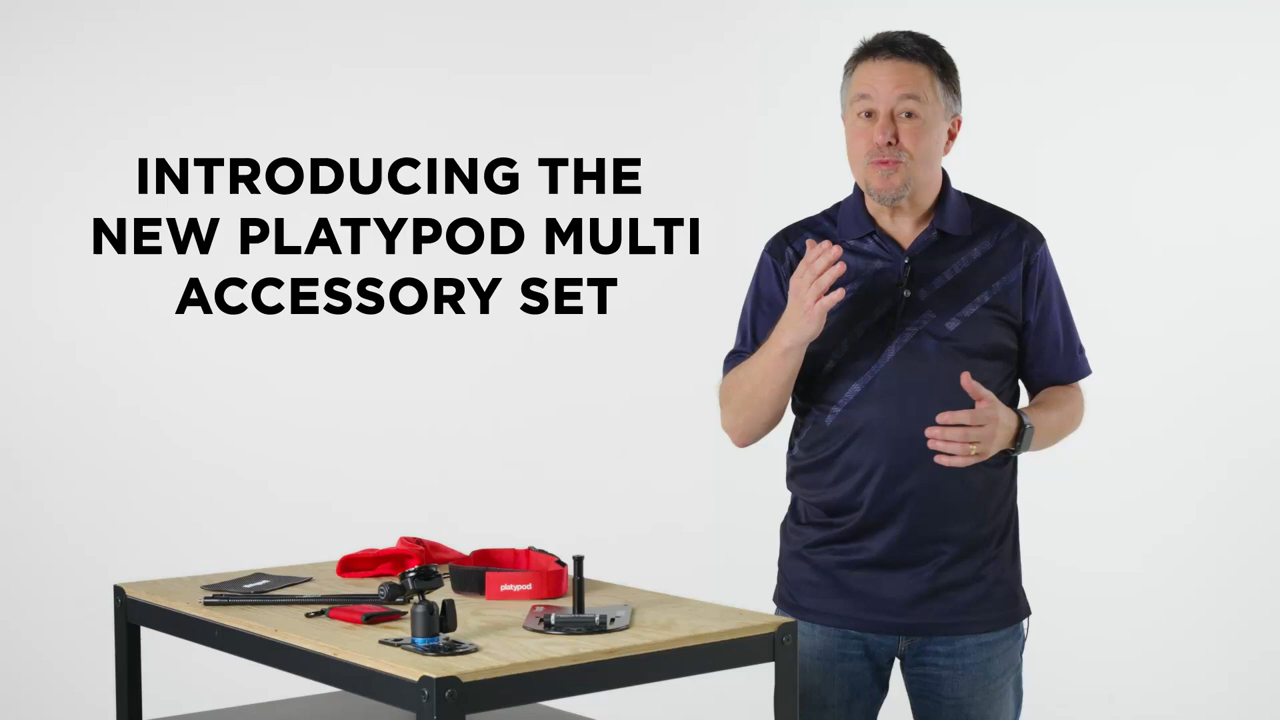 INTRODUCING THE
NEW PLATYPOD MULTI
ACCESSORY SET
platypod